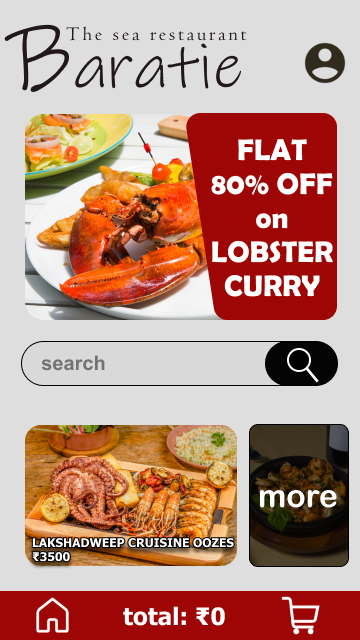 The sea restaurant
Baratie
FLAT
80% OFF
on
LOBSTER
CURRY
search
LAKSHADWEEP CRUISINE OOZES
₹3500
more
total: ₹0